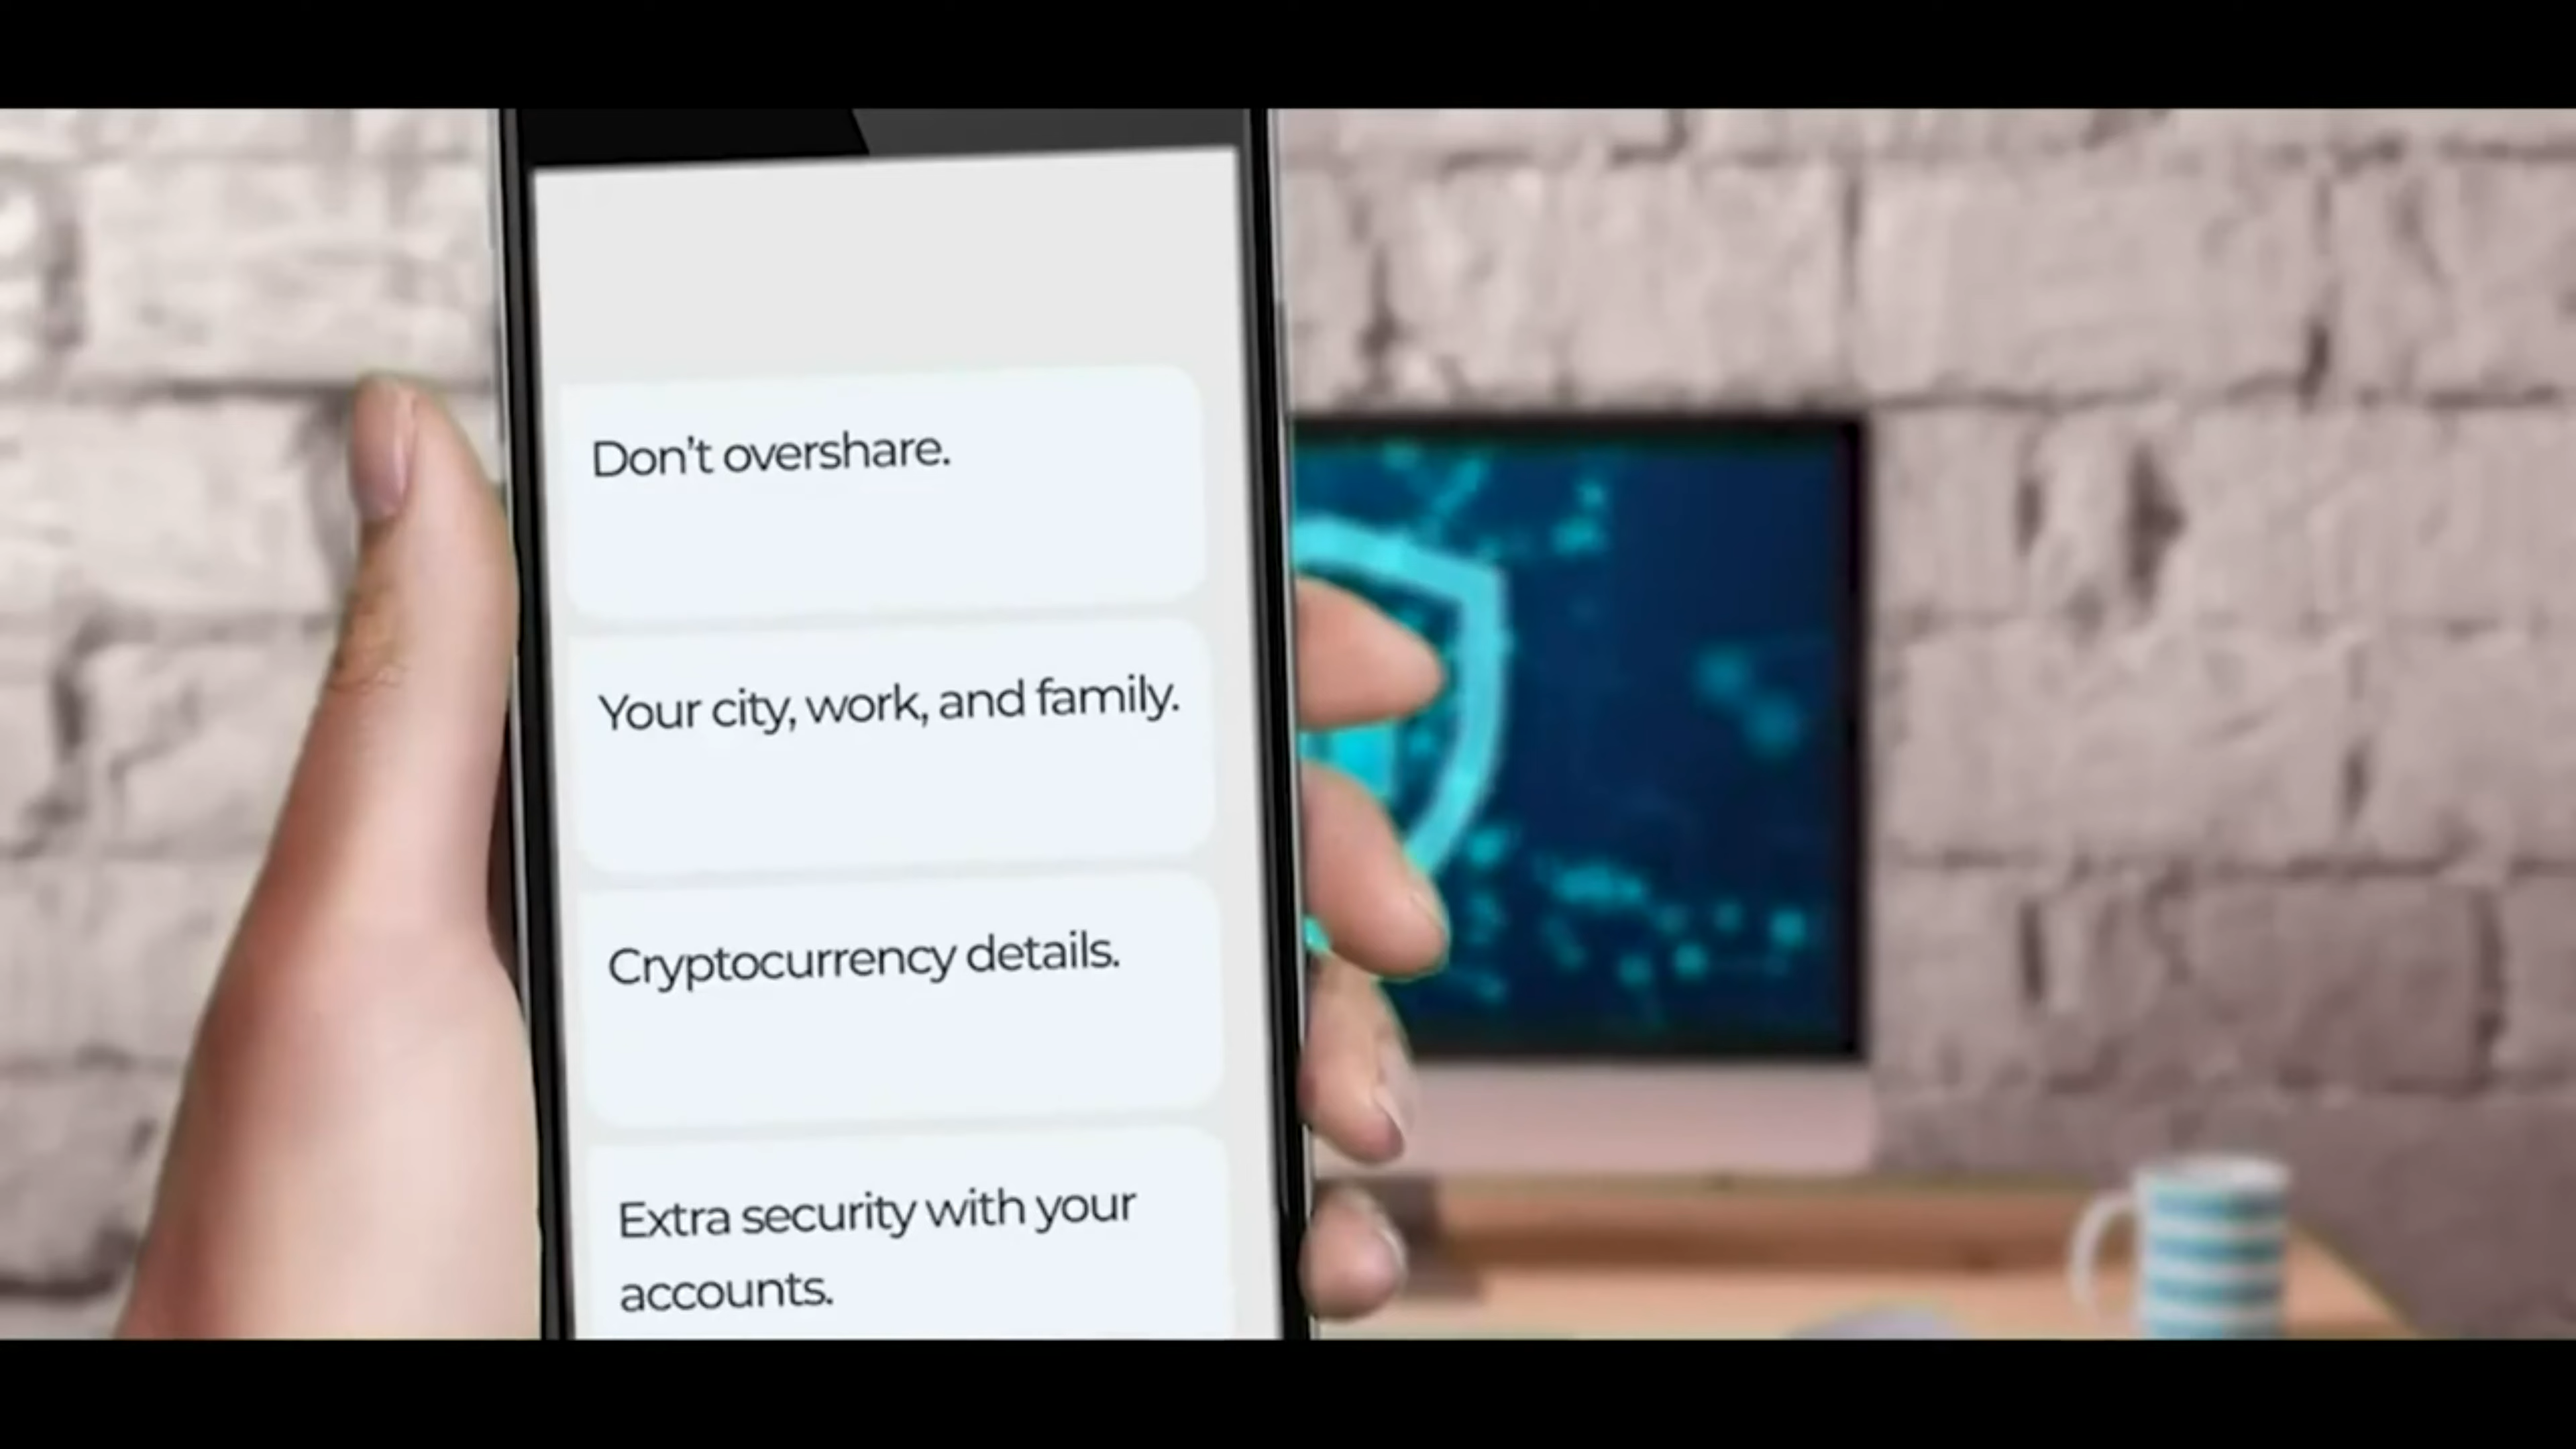 Don't overshare.
Your city, work, and family.
Cryptocurrency details.
Extra security with your
accounts.